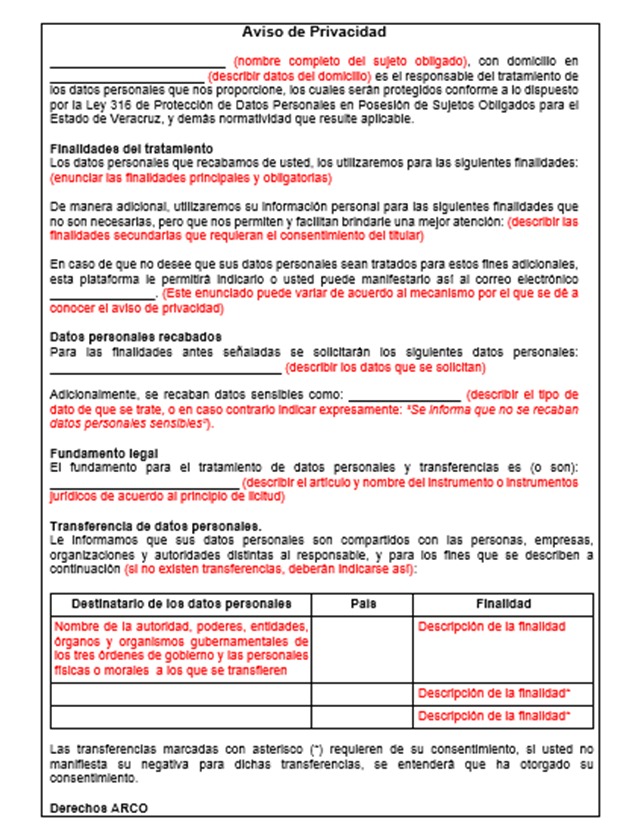 Aviso de Privacidad
______________________ (nombre completo del sujeto obligado), con domicilio en
______________________ (describir datos del domicilio) es el responsable del tratamiento de
los datos personales que nos proporcione, los cuales serán protegidos conforme a lo dispuesto
por la Ley 316 de Protección de Datos Personales en Posesión de Sujetos Obligados para el
Estado de Veracruz, y demás normatividad que resulte aplicable.
Finalidades del tratamiento
Los datos personales que recabamos de usted, los utilizaremos para las siguientes finalidades:
(enunciar las finalidades principales y obligatorias)
De manera adicional, utilizaremos su información personal para las siguientes finalidades que
no son necesarias, pero que nos permiten y facilitan brindarle una mejor atención: (describir las
finalidades secundarias que requieran el consentimiento del titular)
En caso de que no desee que sus datos personales sean tratados para estos fines adicionales,
esta plataforma le permitirá indicarlo o usted puede manifestarlo así al correo electrónico
_______________. (Este enunciado puede variar de acuerdo al mecanismo por el que se dé a
conocer el aviso de privacidad)
Datos personales recabados
Para las finalidades antes señaladas se solicitarán los siguientes datos personales:
______________________________ (describir los datos que se solicitan)
Adicionalmente, se recaban datos sensibles como: _______________ (describir el tipo de
dato de que se trate, o en caso contrario indicar expresamente: "Se informa que no se recaban
datos personales sensibles").
Fundamento legal
El fundamento para el tratamiento de datos personales y transferencias es (o son):
_________________________ (describir el artículo y nombre del instrumento o instrumentos
jurídicos de acuerdo al principio de licitud)
Transferencia de datos personales.
Le informamos que sus datos personales son compartidos con las personas, empresas,
organizaciones y autoridades distintas al responsable, y para los fines que se describen a
continuación (si no existen transferencias, deberán indicarse así):
Destinatario de los datos personales País Finalidad
Nombre de la autoridad, poderes, entidades, Descripción de la finalidad
órganos y organismos gubernamentales de
los tres órdenes de gobierno y las personales
físicas o morales a los que se transfieren
Descripción de la finalidad*
Descripción de la finalidad*
Las transferencias marcadas con asterisco (*) requieren de su consentimiento, si usted no
manifiesta su negativa para dichas transferencias, se entenderá que ha otorgado su
consentimiento.
Derechos ARCO